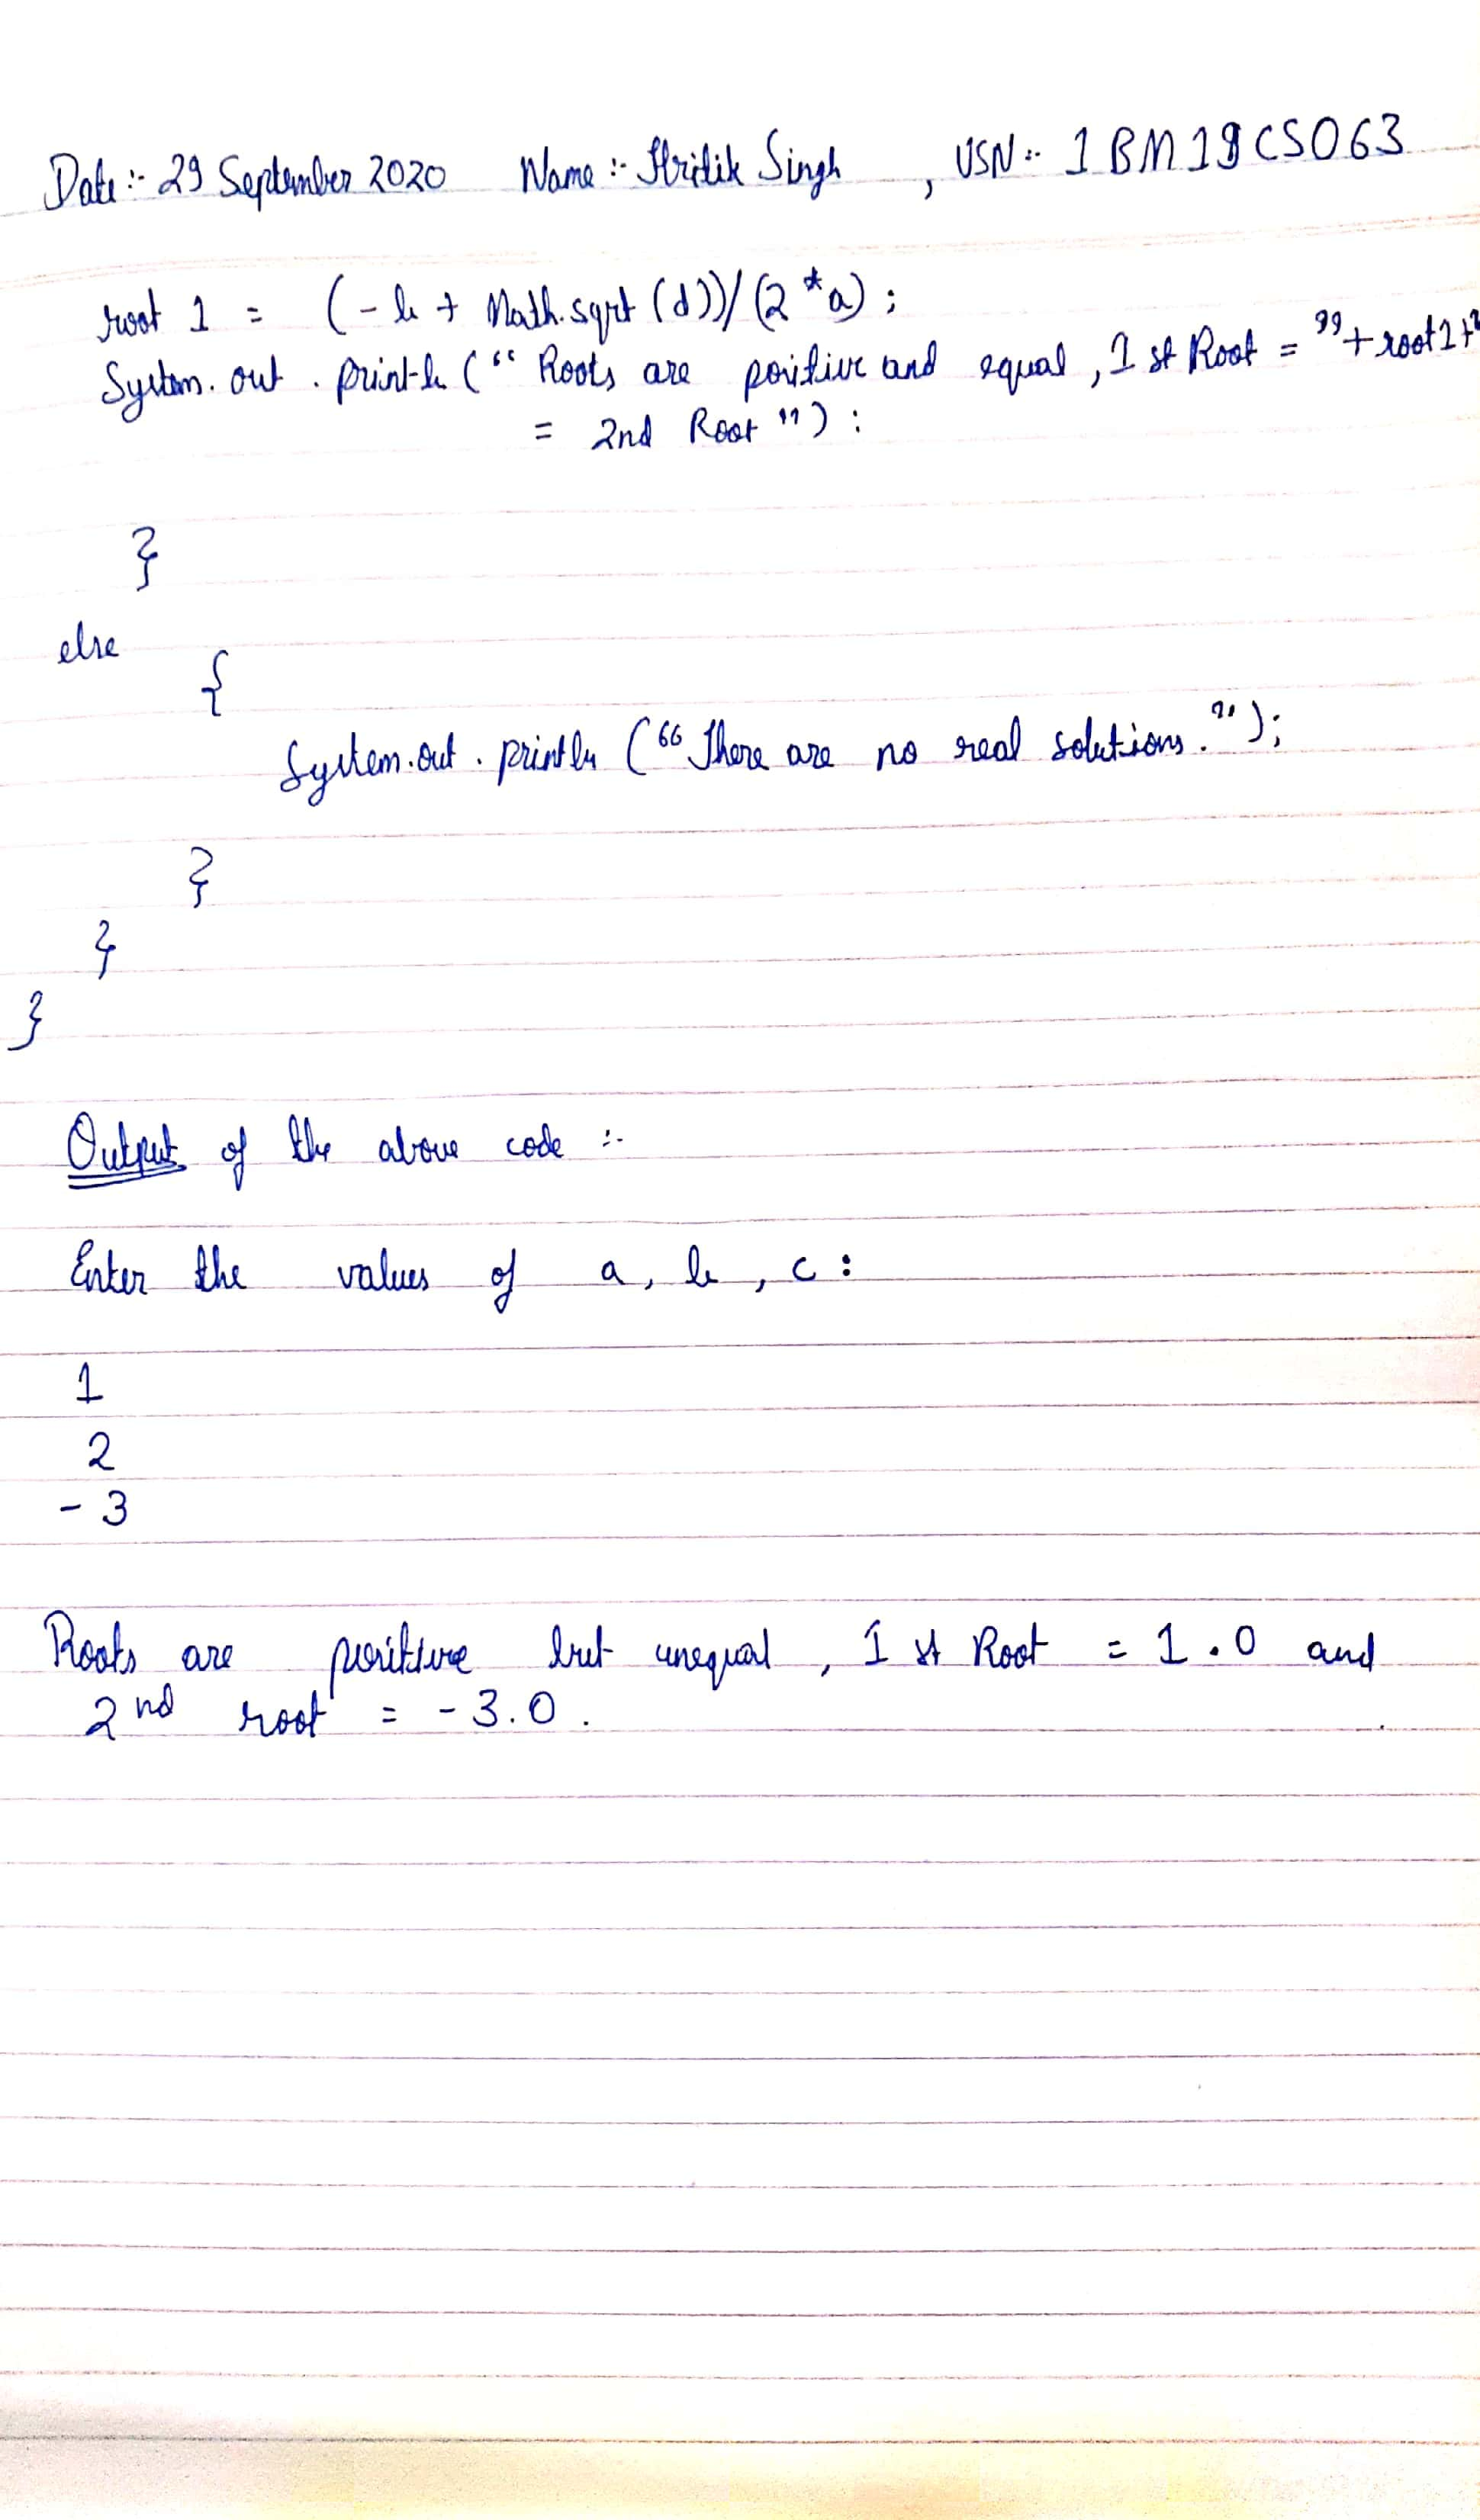 Date :- 29 September 2020 Name :- Hritik Singh , USN :- 1BM19CS063
root 1 = (-b + Math.sqrt (d))/(2*a) ;
System. out . println (“ Roots are positive and equal , 1 st Root = ”+ root1+"
= 2nd Root ”) ;
}
else
{
System.out . println (“ There are no real solutions. ”);
}
}
}
Output of the above code :-
Enter the values of a, b , c :
1
2
- 3
Roots are positive but unequal , 1 st Root = 1.0 and
2nd root = - 3.0 .